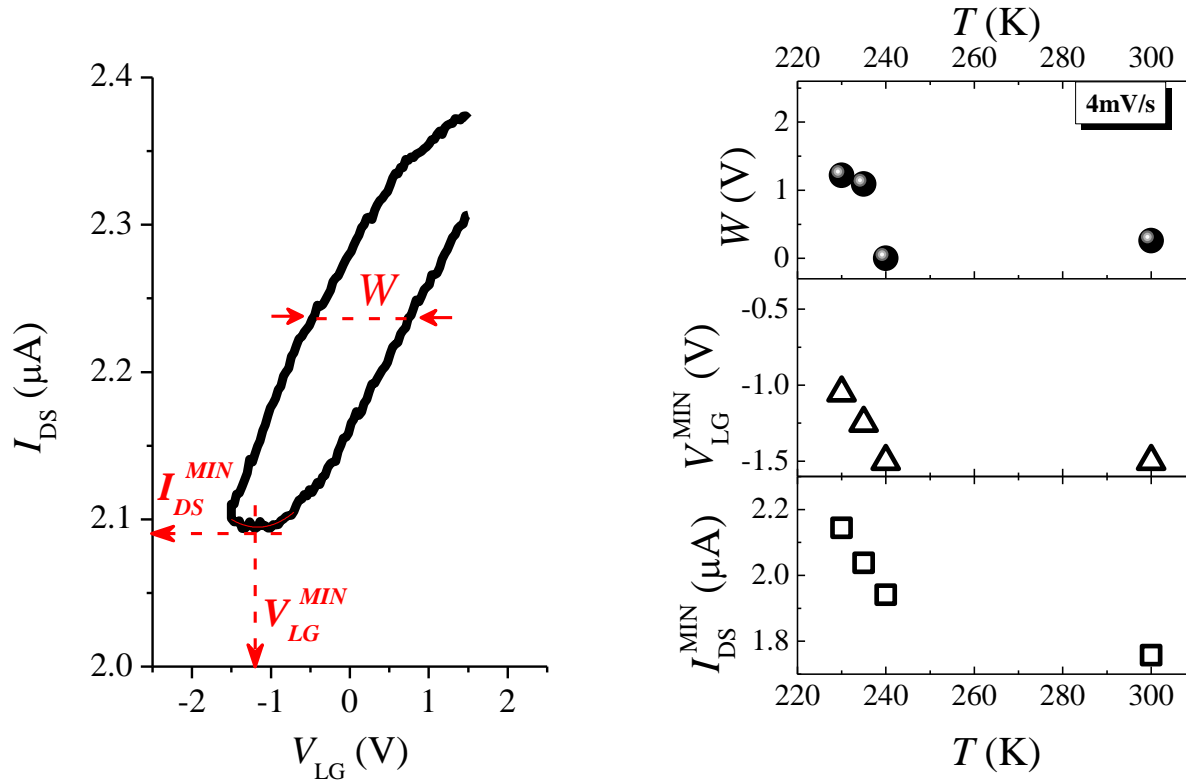 2.4
2.3
2.2
2.1
2.0
-2
-1
0
1
2
I_DS (μA)
V_LG (V)
W
I_DS^MIN
V_LG^MIN
T (K)
220 240 260 280 300
4mV/s
2
1
0
W (V)
-0.5
-1.0
-1.5
V_LG^MIN (V)
2.2
2.0
1.8
I_DS^MIN (μA)
220 240 260 280 300
T (K)